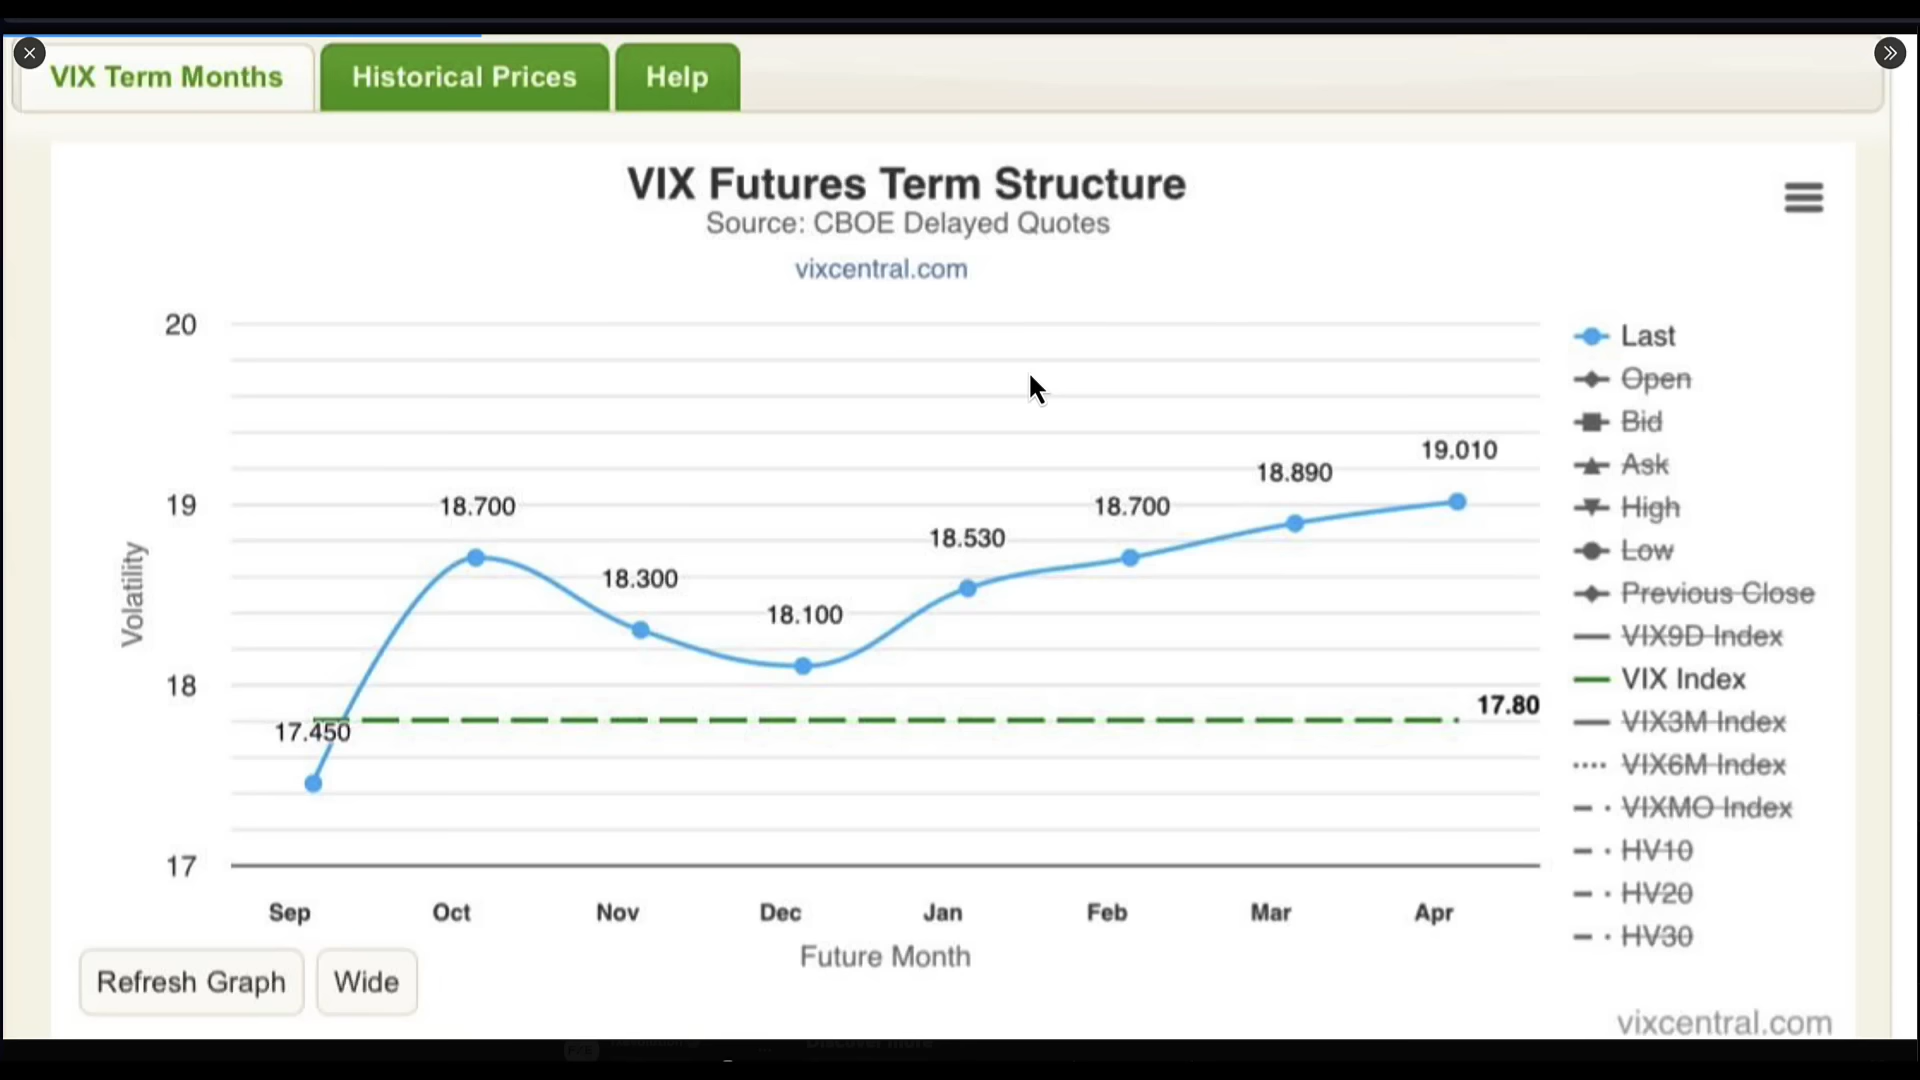 VIX Term Months
Historical Prices
Help
VIX Futures Term Structure
Source: CBOE Delayed Quotes
vixcentral.com
20
19
18
17
Volatility
17.450
18.700
18.300
18.100
18.530
18.700
18.890
19.010
17.80
Sep
Oct
Nov
Dec
Jan
Feb
Mar
Apr
Future Month
Last
Open
Bid
Ask
High
Low
Previous Close
VIX9D Index
VIX Index
VIX3M Index
VIX6M Index
VIXMO Index
HV10
HV20
HV30
Refresh Graph
Wide
vixcentral.com